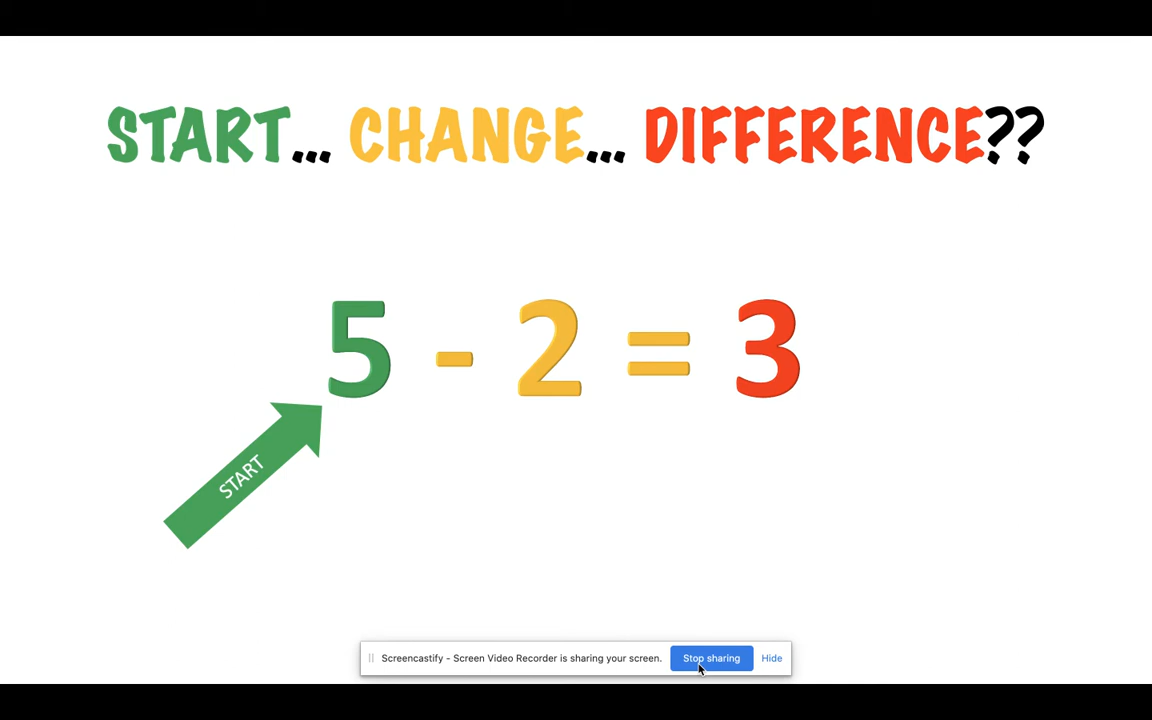 START... CHANGE... DIFFERENCE??
5 - 2 = 3
START
Screencastify - Screen Video Recorder is sharing your screen. Stop sharing Hide